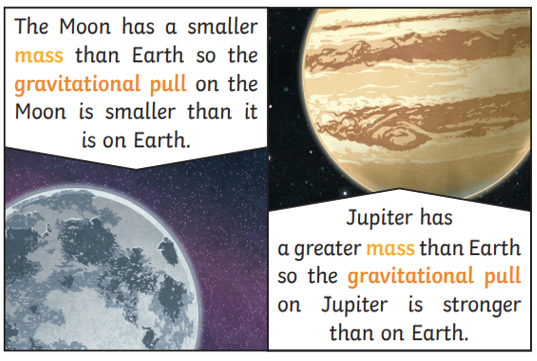 The Moon has a smaller
mass than Earth so the
gravitational pull on the
Moon is smaller than it
is on Earth.
Jupiter has
a greater mass than Earth
so the gravitational pull
on Jupiter is stronger
than on Earth.